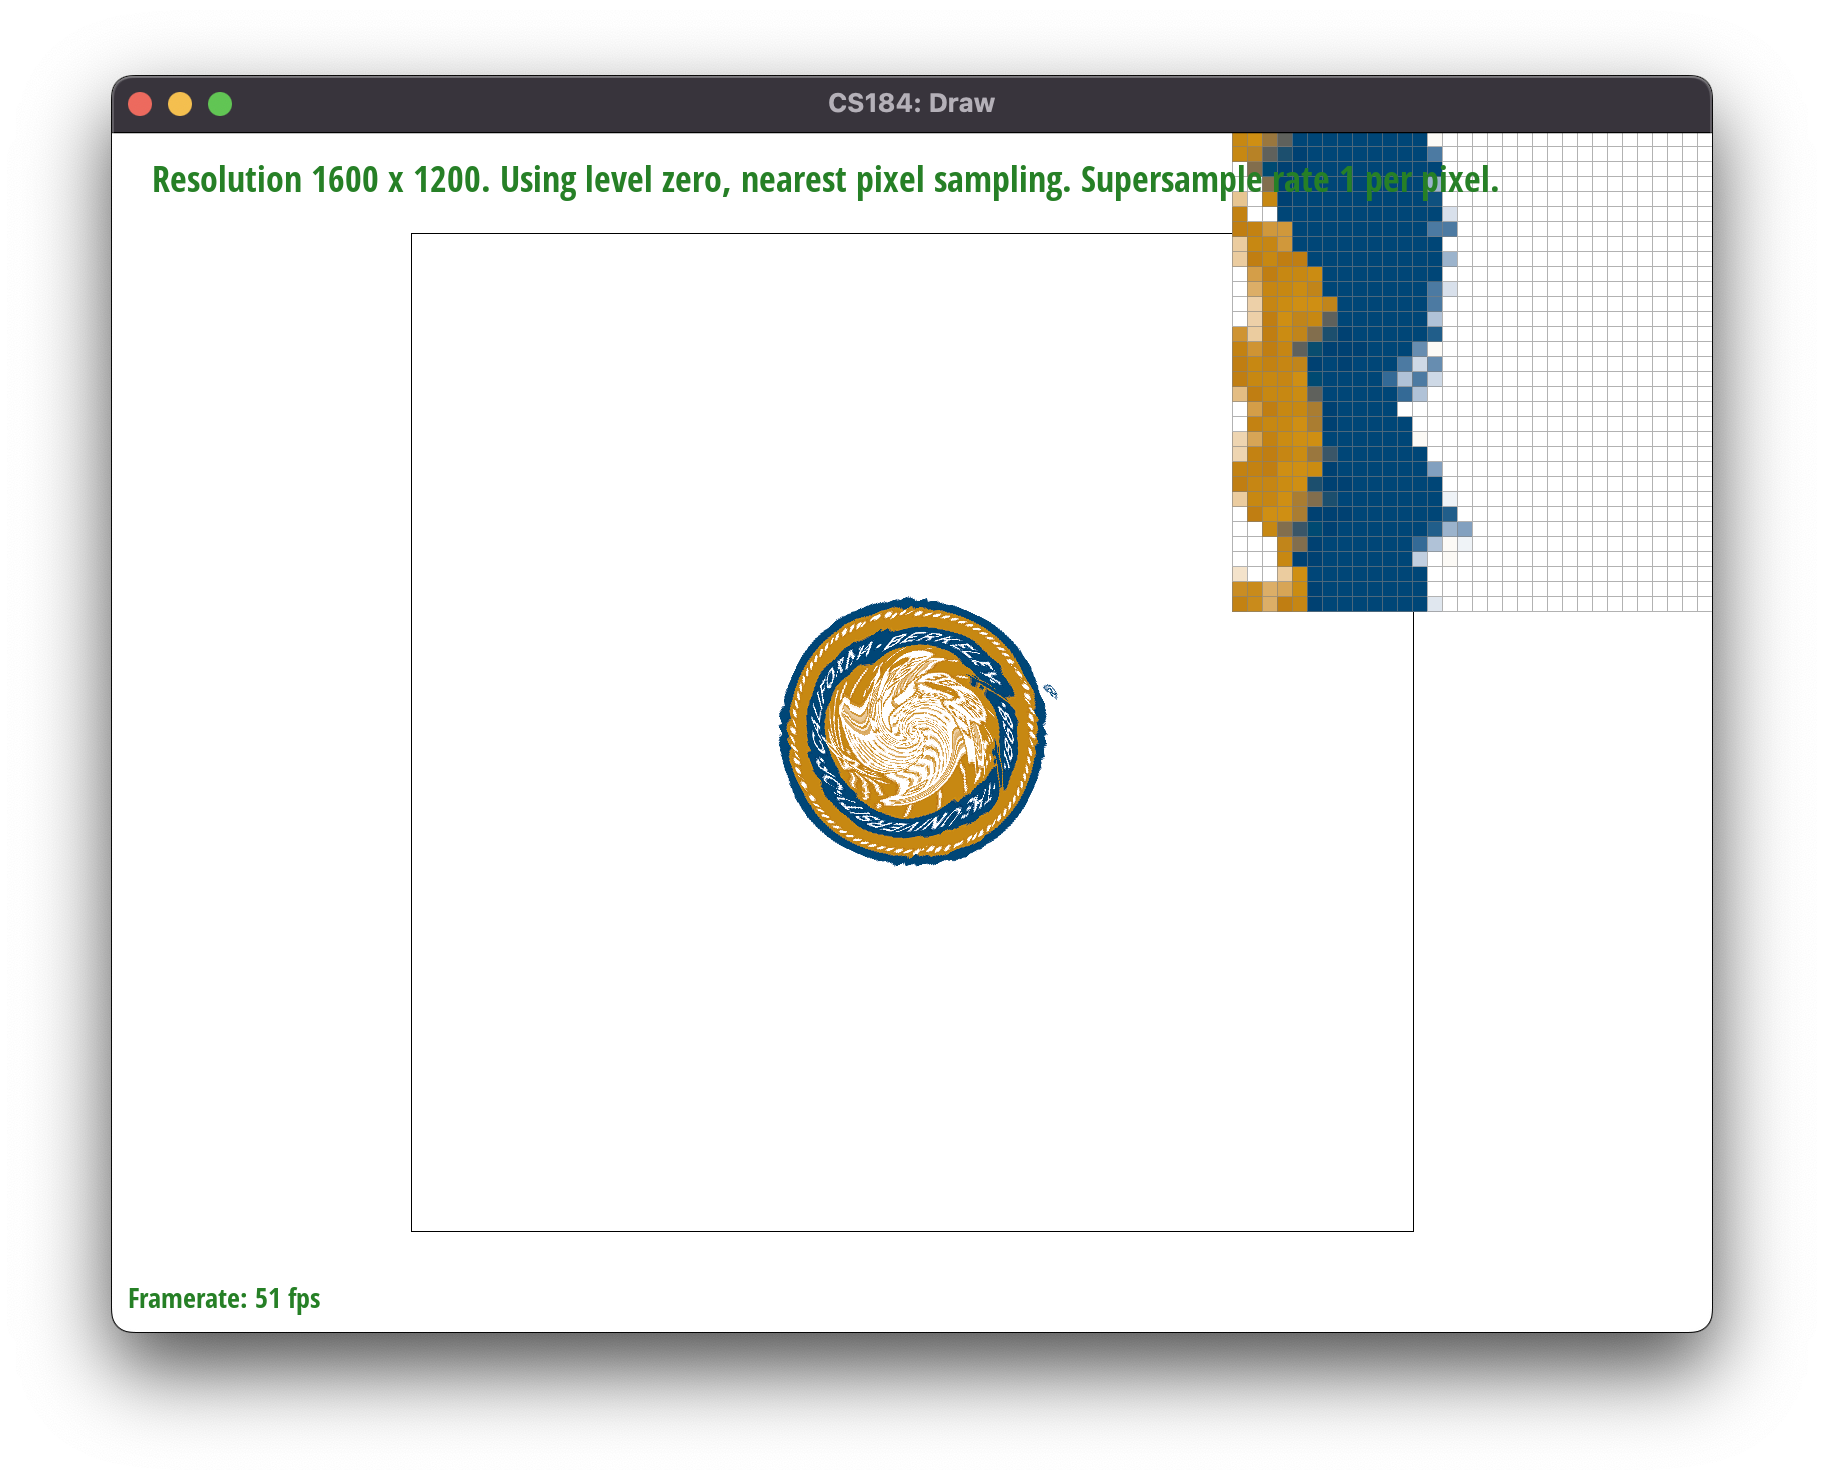 CS184: Draw
Resolution 1600 x 1200. Using level zero, nearest pixel sampling. Supersample rate 1 per pixel.
THE UNIVERSITY OF CALIFORNIA · BERKELEY · 1868
Framerate: 51 fps